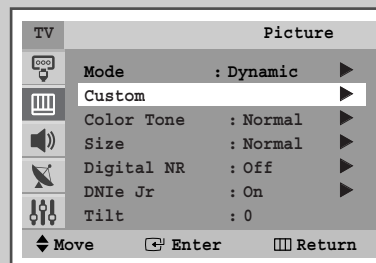 TV Picture
Mode : Dynamic
Custom
Color Tone : Normal
Size : Normal
Digital NR : Off
DNIe Jr : On
Tilt : 0
Move Enter Return